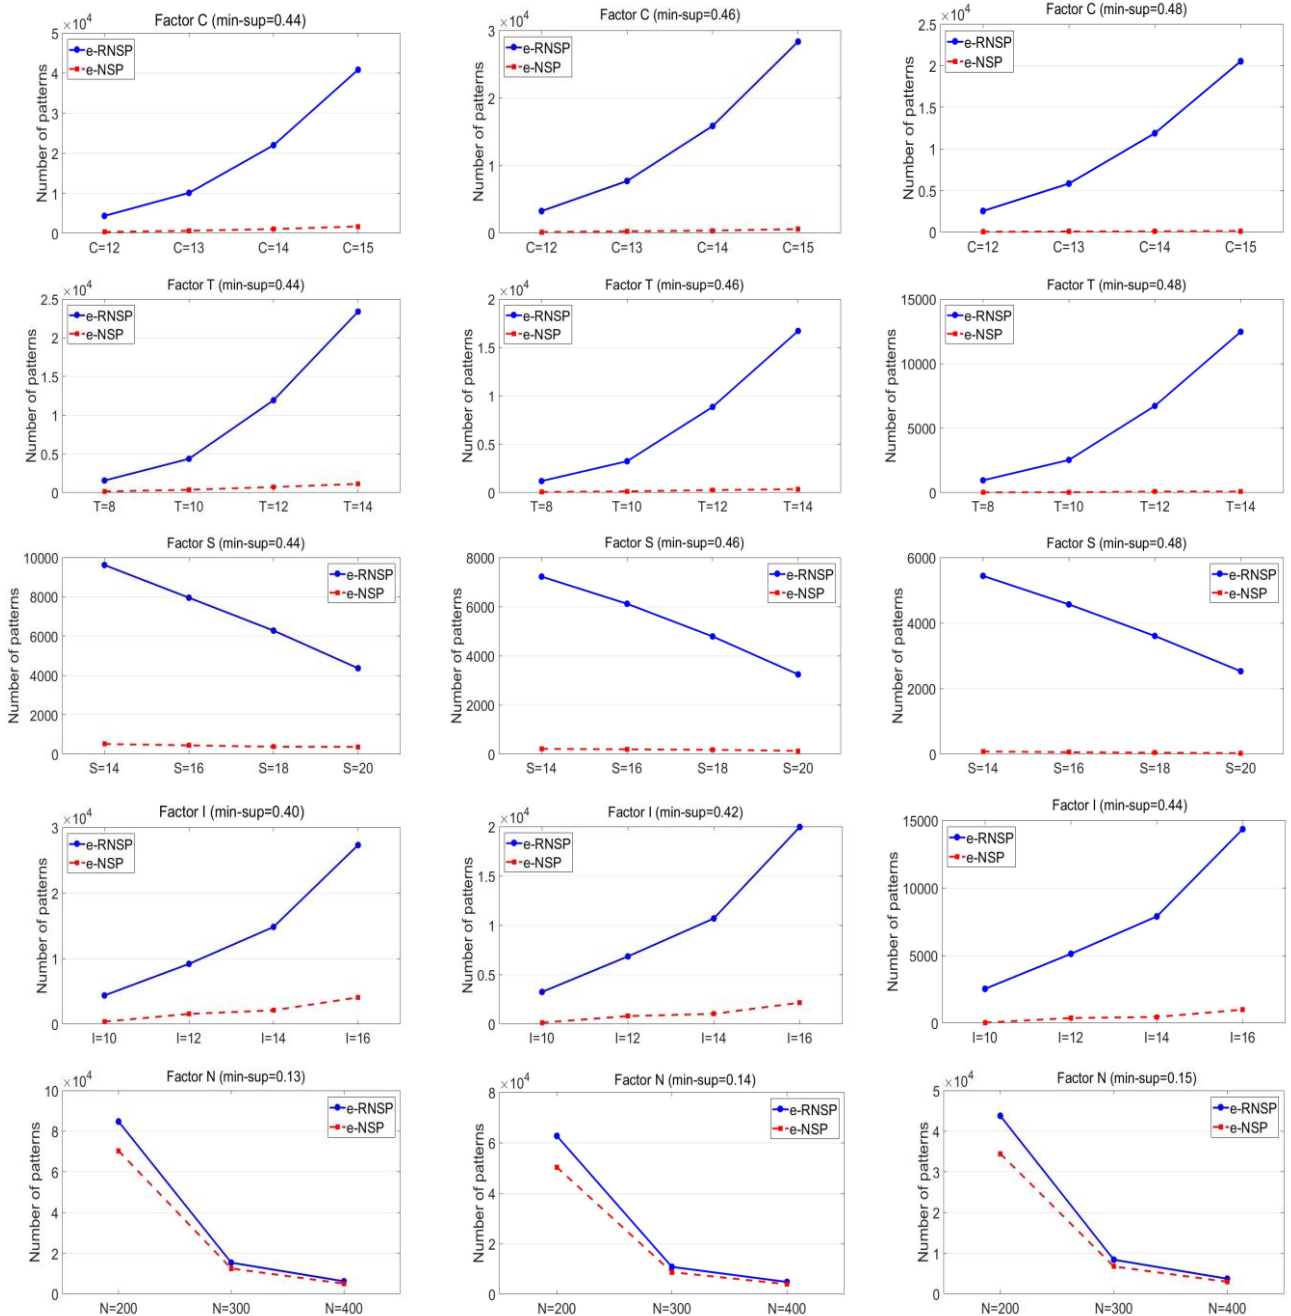 Factor C (min-sup=0.44)
×10^4
5
4
3
2
1
0
Number of patterns
e-RNSP
e-NSP
C=12 C=13 C=14 C=15
Factor C (min-sup=0.46)
×10^4
3
2
1
0
Number of patterns
e-RNSP
e-NSP
C=12 C=13 C=14 C=15
Factor C (min-sup=0.48)
×10^4
2.5
2
1.5
1
0.5
0
Number of patterns
e-RNSP
e-NSP
C=12 C=13 C=14 C=15
Factor T (min-sup=0.44)
×10^4
2.5
2
1.5
1
0.5
0
Number of patterns
e-RNSP
e-NSP
T=8 T=10 T=12 T=14
Factor T (min-sup=0.46)
×10^4
2
1.5
1
0.5
0
Number of patterns
e-RNSP
e-NSP
T=8 T=10 T=12 T=14
Factor T (min-sup=0.48)
15000
10000
5000
0
Number of patterns
e-RNSP
e-NSP
T=8 T=10 T=12 T=14
Factor S (min-sup=0.44)
10000
8000
6000
4000
2000
0
Number of patterns
e-RNSP
e-NSP
S=14 S=16 S=18 S=20
Factor S (min-sup=0.46)
8000
6000
4000
2000
0
Number of patterns
e-RNSP
e-NSP
S=14 S=16 S=18 S=20
Factor S (min-sup=0.48)
6000
4000
2000
0
Number of patterns
e-RNSP
e-NSP
S=14 S=16 S=18 S=20
Factor I (min-sup=0.40)
×10^4
3
2
1
0
Number of patterns
e-RNSP
e-NSP
I=10 I=12 I=14 I=16
Factor I (min-sup=0.42)
×10^4
2
1.5
1
0.5
0
Number of patterns
e-RNSP
e-NSP
I=10 I=12 I=14 I=16
Factor I (min-sup=0.44)
15000
10000
5000
0
Number of patterns
e-RNSP
e-NSP
I=10 I=12 I=14 I=16
Factor N (min-sup=0.13)
×10^4
10
8
6
4
2
0
Number of patterns
e-RNSP
e-NSP
N=200 N=300 N=400
Factor N (min-sup=0.14)
×10^4
8
6
4
2
0
Number of patterns
e-RNSP
e-NSP
N=200 N=300 N=400
Factor N (min-sup=0.15)
×10^4
5
4
3
2
1
0
Number of patterns
e-RNSP
e-NSP
N=200 N=300 N=400